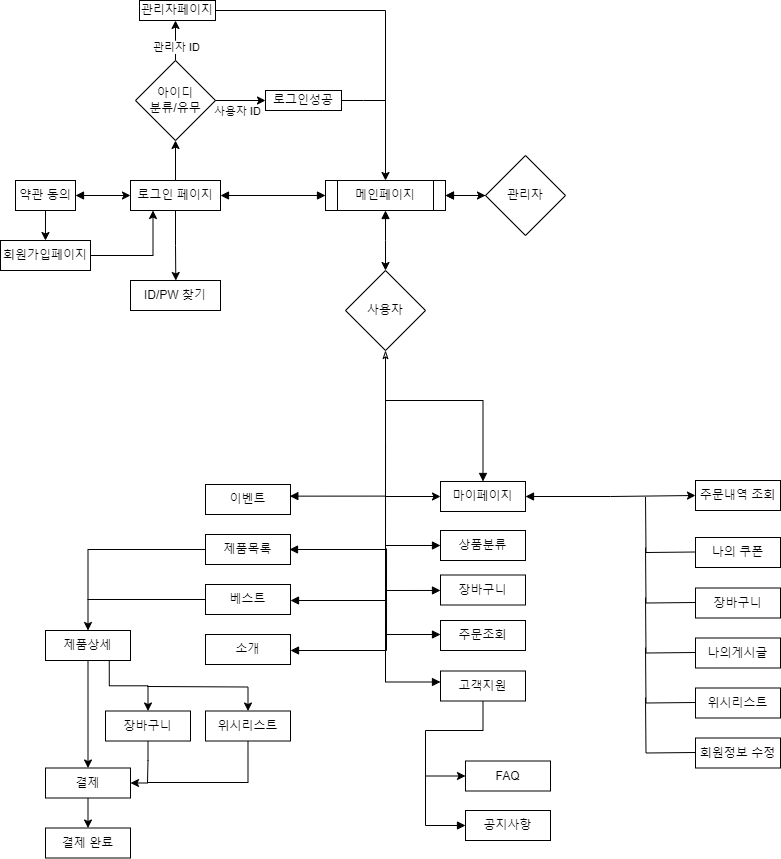 관리자페이지
관리자 ID
아이디
분류/유무
사용자 ID
로그인성공
약관 동의
로그인 페이지
메인페이지
관리자
회원가입페이지
ID/PW 찾기
사용자
이벤트
마이페이지
주문내역 조회
제품목록
상품분류
나의 쿠폰
베스트
장바구니
장바구니
제품상세
소개
주문조회
나의게시글
고객지원
장바구니
위시리스트
위시리스트
결제
FAQ
회원정보 수정
결제 완료
공지사항